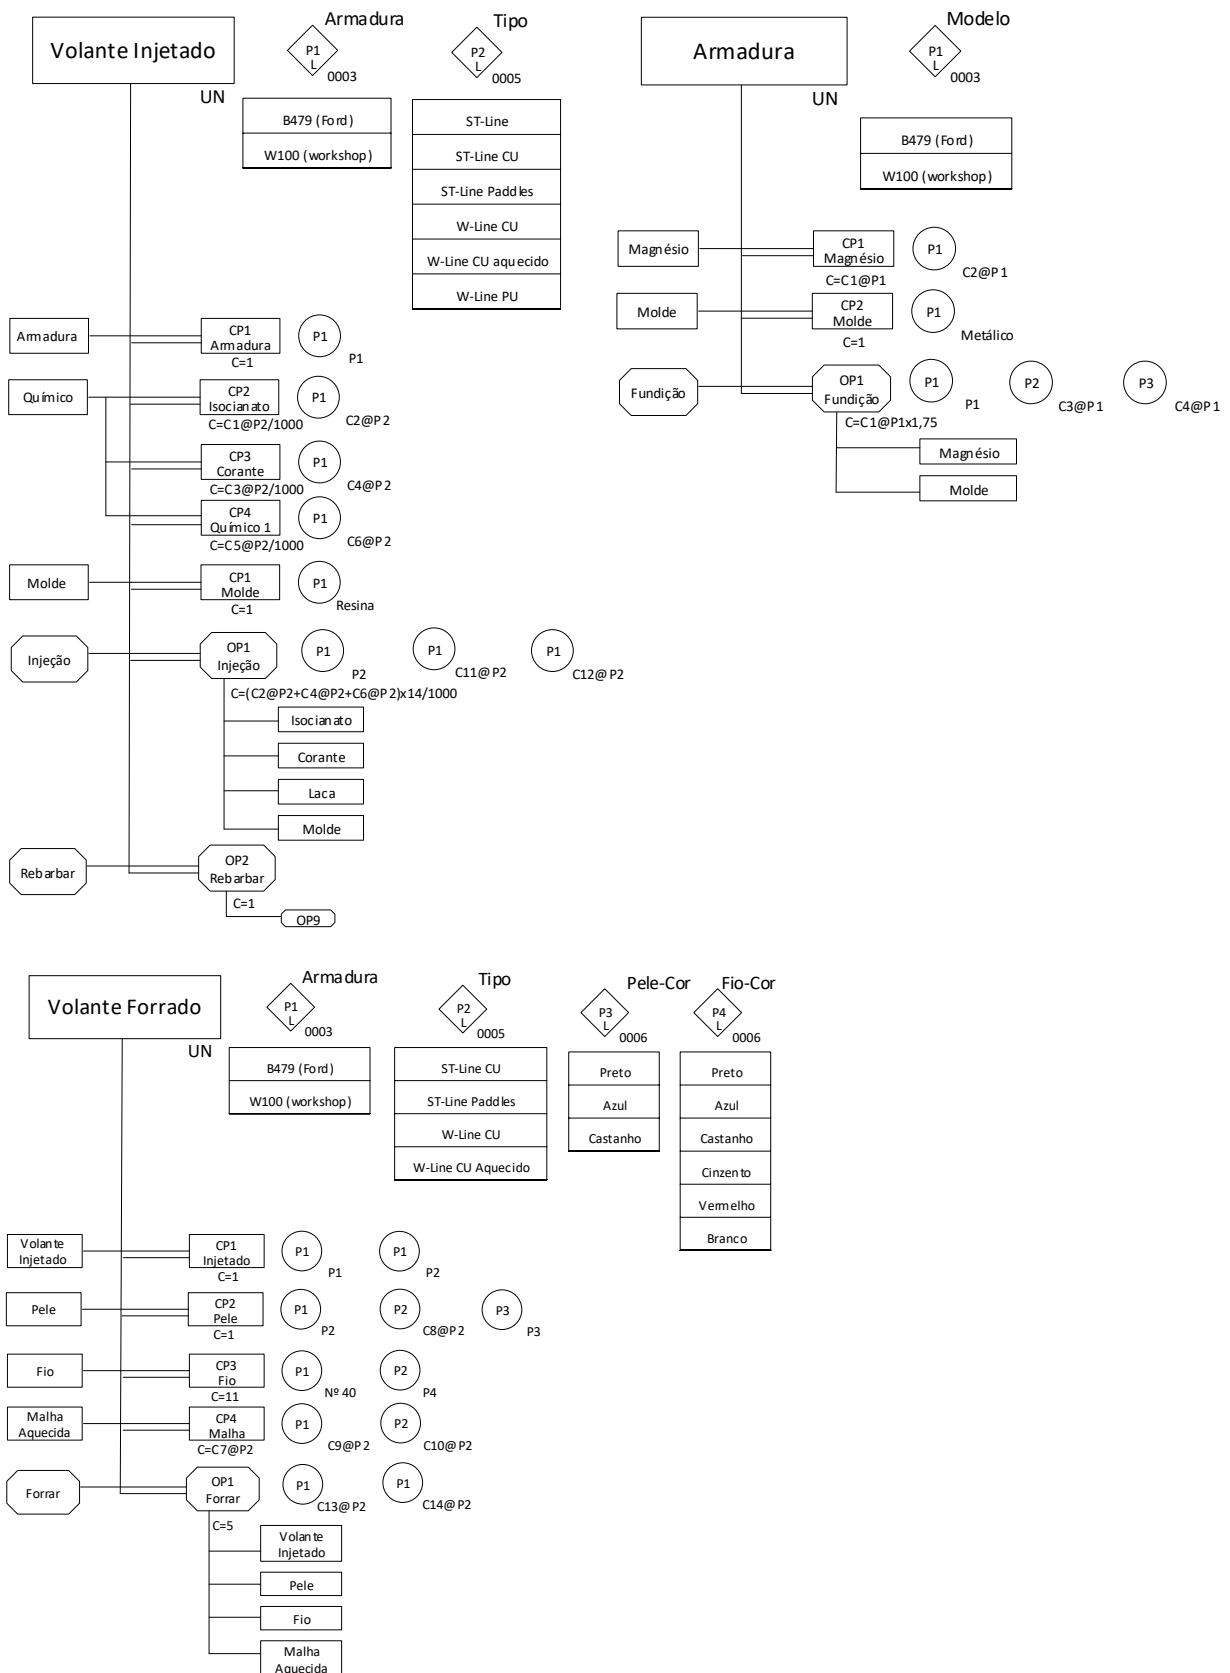 Volante Injetado
UN
Armadura
P1
L
0003
B479 (Ford)
W100 (workshop)
Tipo
P2
L
0005
ST-Line
ST-Line CU
ST-Line Paddles
W-Line CU
W-Line CU aquecido
W-Line PU
Armadura
CP1
Armadura
C=1
P1
P1
Químico
CP2
Isocianato
C=C1@P2/1000
P1
C2@P2
CP3
Corante
C=C3@P2/1000
P1
C4@P2
CP4
Químico 1
C=C5@P2/1000
P1
C6@P2
Molde
CP1
Molde
C=1
P1
Resina
Injeção
OP1
Injeção
P1
P2
P1
C11@P2
P1
C12@P2
C=(C2@P2+C4@P2+C6@P2)x14/1000
Isocianato
Corante
Laca
Molde
Rebarbar
OP2
Rebarbar
C=1
OP9
Armadura
UN
Modelo
P1
L
0003
B479 (Ford)
W100 (workshop)
Magnésio
CP1
Magnésio
C=C1@P1
P1
C2@P1
Molde
CP2
Molde
C=1
P1
Metálico
Fundição
OP1
Fundição
P1
P1
P2
C3@P1
P3
C4@P1
C=C1@P1x1,75
Magnésio
Molde
Volante Forrado
UN
Armadura
P1
L
0003
B479 (Ford)
W100 (workshop)
Tipo
P2
L
0005
ST-Line CU
ST-Line Paddles
W-Line CU
W-Line CU Aquecido
Pele-Cor
P3
L
0006
Preto
Azul
Castanho
Fio-Cor
P4
L
0006
Preto
Azul
Castanho
Cinzento
Vermelho
Branco
Volante
Injetado
CP1
Injetado
C=1
P1
P1
P1
P2
Pele
CP2
Pele
C=1
P1
P2
P2
C8@P2
P3
P3
Fio
CP3
Fio
C=11
P1
Nº 40
P2
P4
Malha
Aquecida
CP4
Malha
C=C7@P2
P1
C9@P2
P2
C10@P2
Forrar
OP1
Forrar
C=5
P1
C13@P2
P1
C14@P2
Volante
Injetado
Pele
Fio
Malha
Aquecida